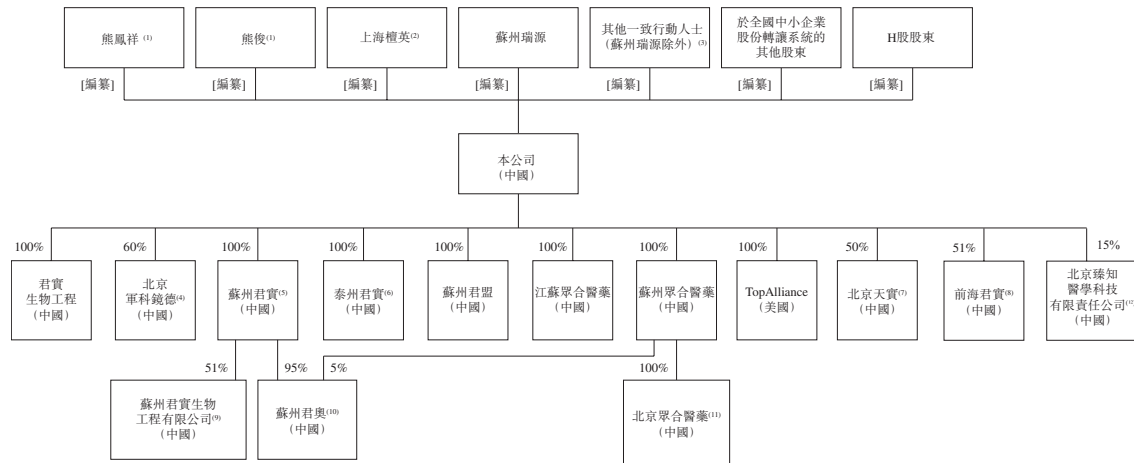 熊鳳祥(1)
熊俊(1)
上海檀英(2)
蘇州瑞源
其他一致行動人士
(蘇州瑞源除外)(3)
於全國中小企業
股份轉讓系統的
其他股東
H股股東
[編纂]
[編纂]
[編纂]
[編纂]
[編纂]
[編纂]
[編纂]
本公司
(中國)
100%
60%
100%
100%
100%
100%
100%
100%
50%
51%
15%
君實
生物工程
(中國)
北京
軍科鏡德(4)
(中國)
蘇州君實(5)
(中國)
泰州君實(6)
(中國)
蘇州君盟
(中國)
江蘇眾合醫藥
(中國)
蘇州眾合醫藥
(中國)
TopAlliance
(美國)
北京天實(7)
(中國)
前海君實(8)
(中國)
北京臻知
醫學科技
有限責任公司(12)
(中國)
51%
95%
5%
100%
蘇州君實生物
工程有限公司(9)
(中國)
蘇州君奧(10)
(中國)
北京眾合醫藥(11)
(中國)